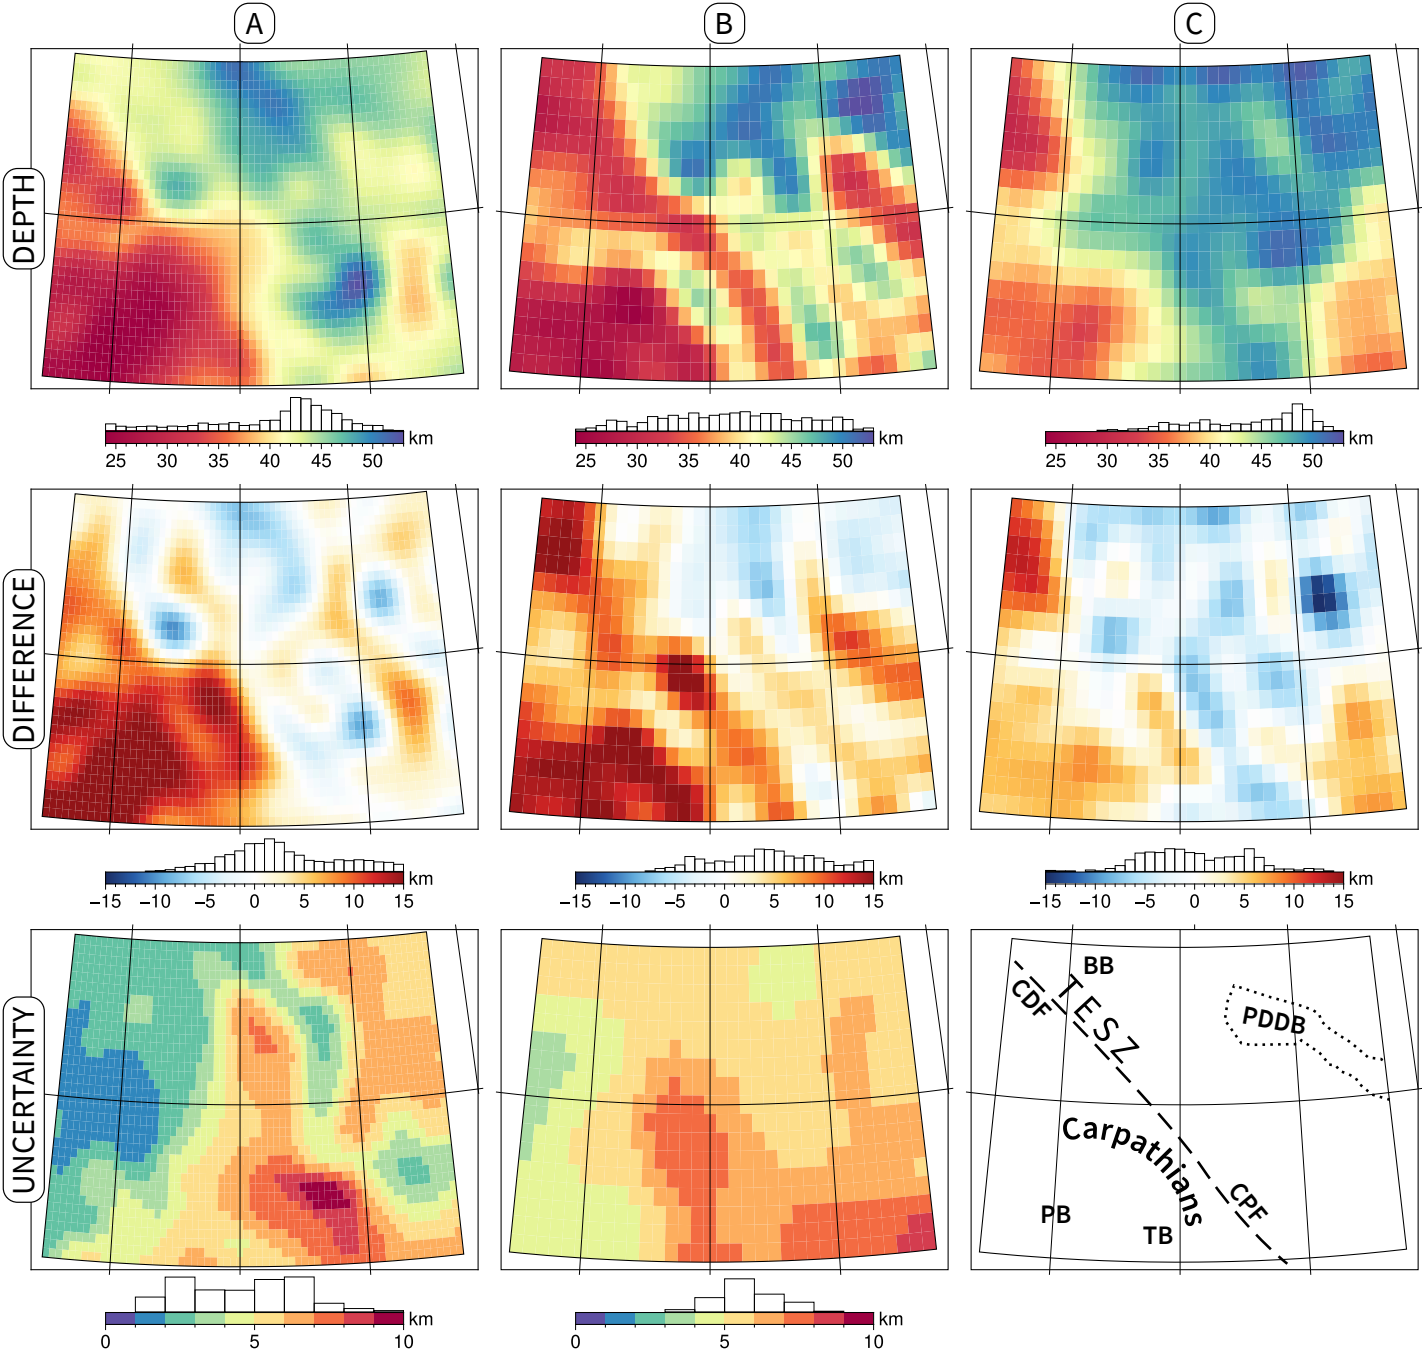 A B C
DEPTH
km km km
25 30 35 40 45 50 25 30 35 40 45 50 25 30 35 40 45 50
DIFFERENCE
km km km
−15 −10 −5 0 5 10 15 −15 −10 −5 0 5 10 15 −15 −10 −5 0 5 10 15
UNCERTAINTY
BB
CDF
TESZ
PDDB
Carpathians
CPF
PB
TB
km km
0 5 10 0 5 10